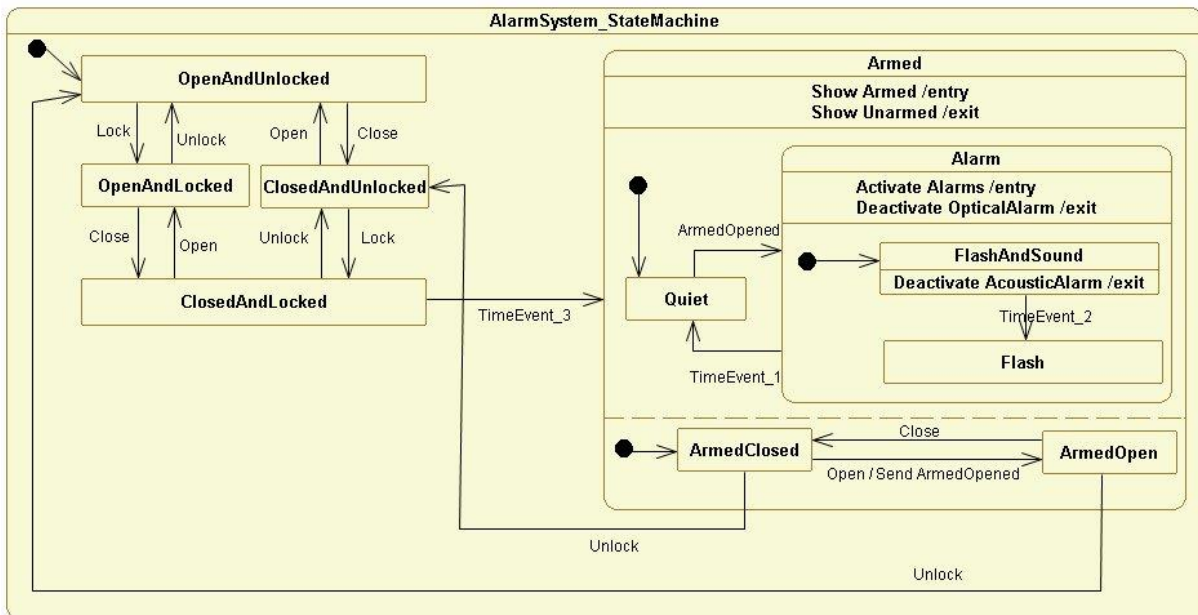 AlarmSystem_StateMachine
OpenAndUnlocked
Lock
Unlock
Open
Close
OpenAndLocked
ClosedAndUnlocked
Close
Open
Unlock
Lock
ClosedAndLocked
TimeEvent_3
Armed
Show Armed /entry
Show Unarmed /exit
Alarm
Activate Alarms /entry
Deactivate OpticalAlarm /exit
ArmedOpened
FlashAndSound
Deactivate AcousticAlarm /exit
Quiet
TimeEvent_2
Flash
TimeEvent_1
ArmedClosed
Close
Open / Send ArmedOpened
ArmedOpen
Unlock
Unlock